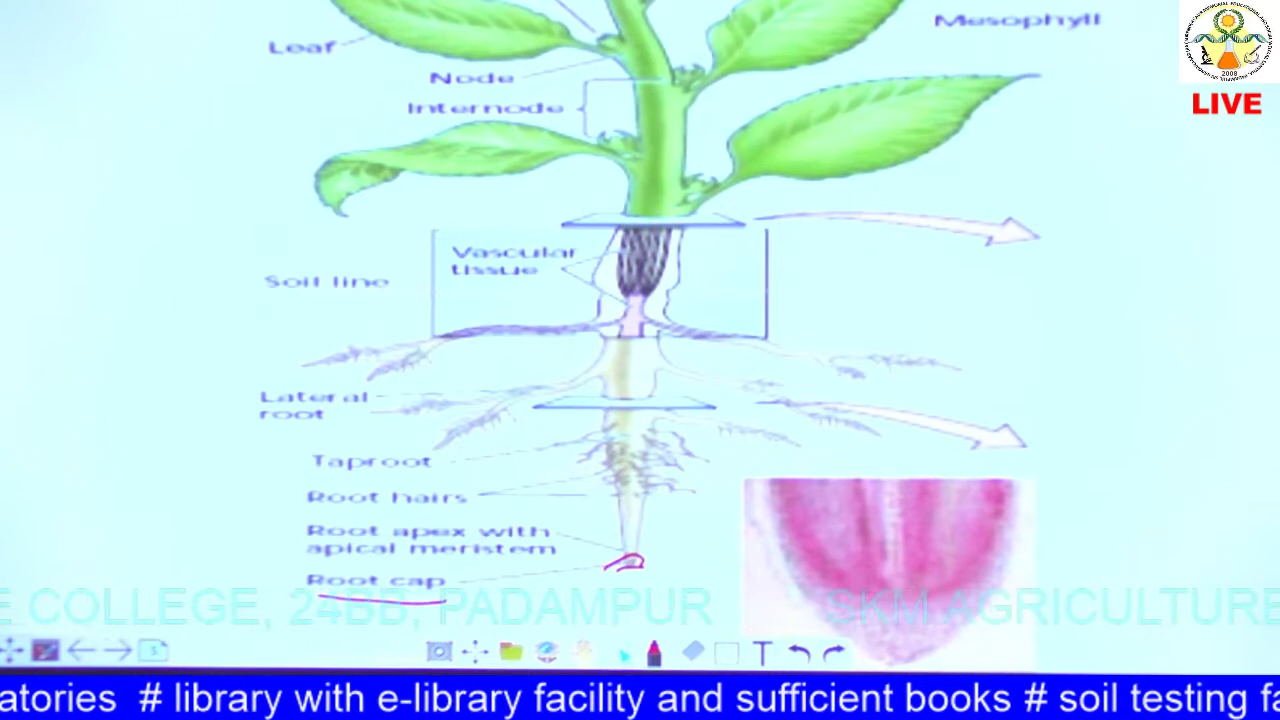 Mesophyll
2008
LIVE
Leaf
Node
Internode
Vascular
tissue
Soil line
Lateral
root
Taproot
Root hairs
Root apex with
apical meristem
Root cap
E COLLEGE, 24BB, PADAMPUR
SKM AGRICULTURE
T
atories # library with e-library facility and sufficient books # soil testing fa